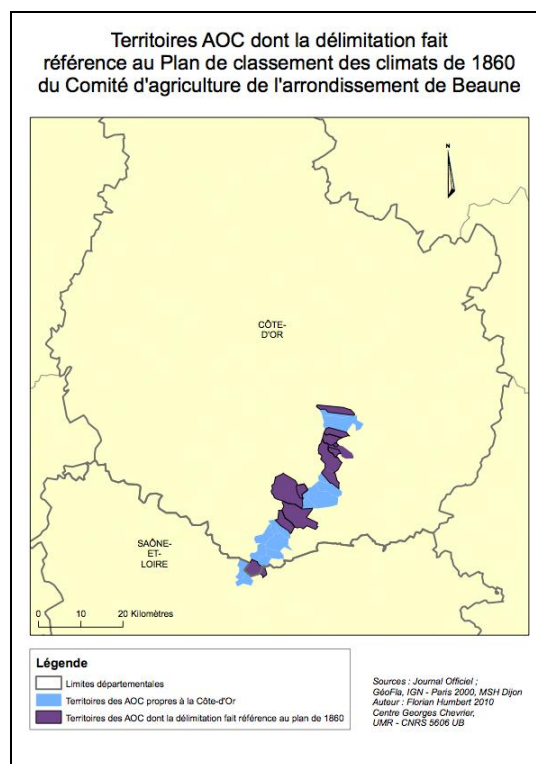 Territoires AOC dont la délimitation fait
référence au Plan de classement des climats de 1860
du Comité d'agriculture de l'arrondissement de Beaune
N
CÔTE-
D'OR
SAÔNE-
ET-
LOIRE
0 10 20 Kilomètres
Légende
Limites départementales
Territoires des AOC propres à la Côte-d'Or
Territoires des AOC dont la délimitation fait référence au plan de 1860
Sources : Journal Officiel ;
GéoFla, IGN - Paris 2000, MSH Dijon
Auteur : Florian Humbert 2010
Centre Georges Chevrier,
UMR - CNRS 5606 UB